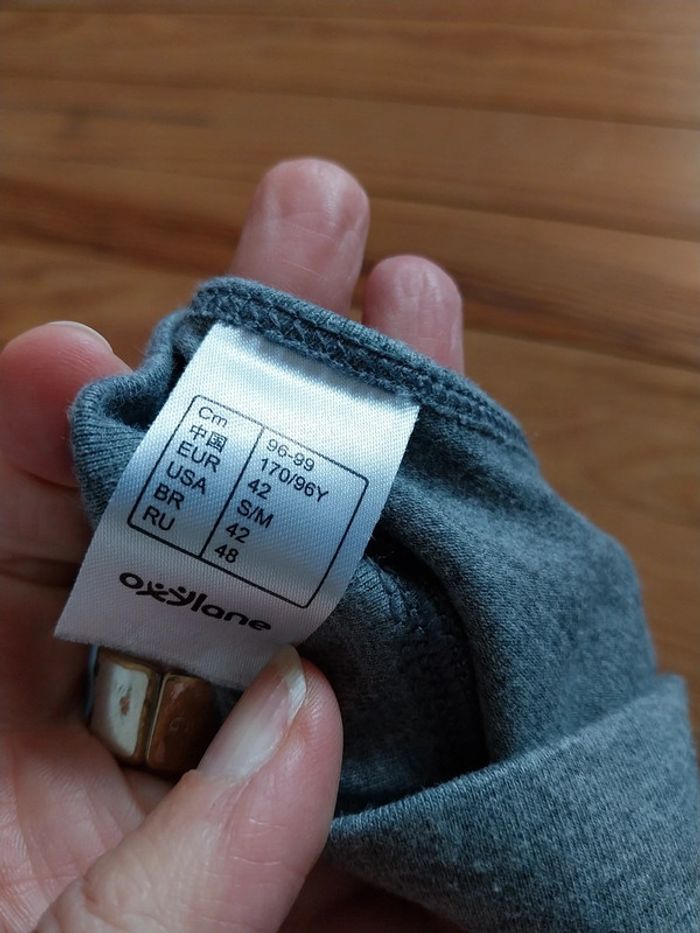 Cm 96-99
中国 170/96Y
EUR 42
USA S/M
BR 42
RU 48
oxylane